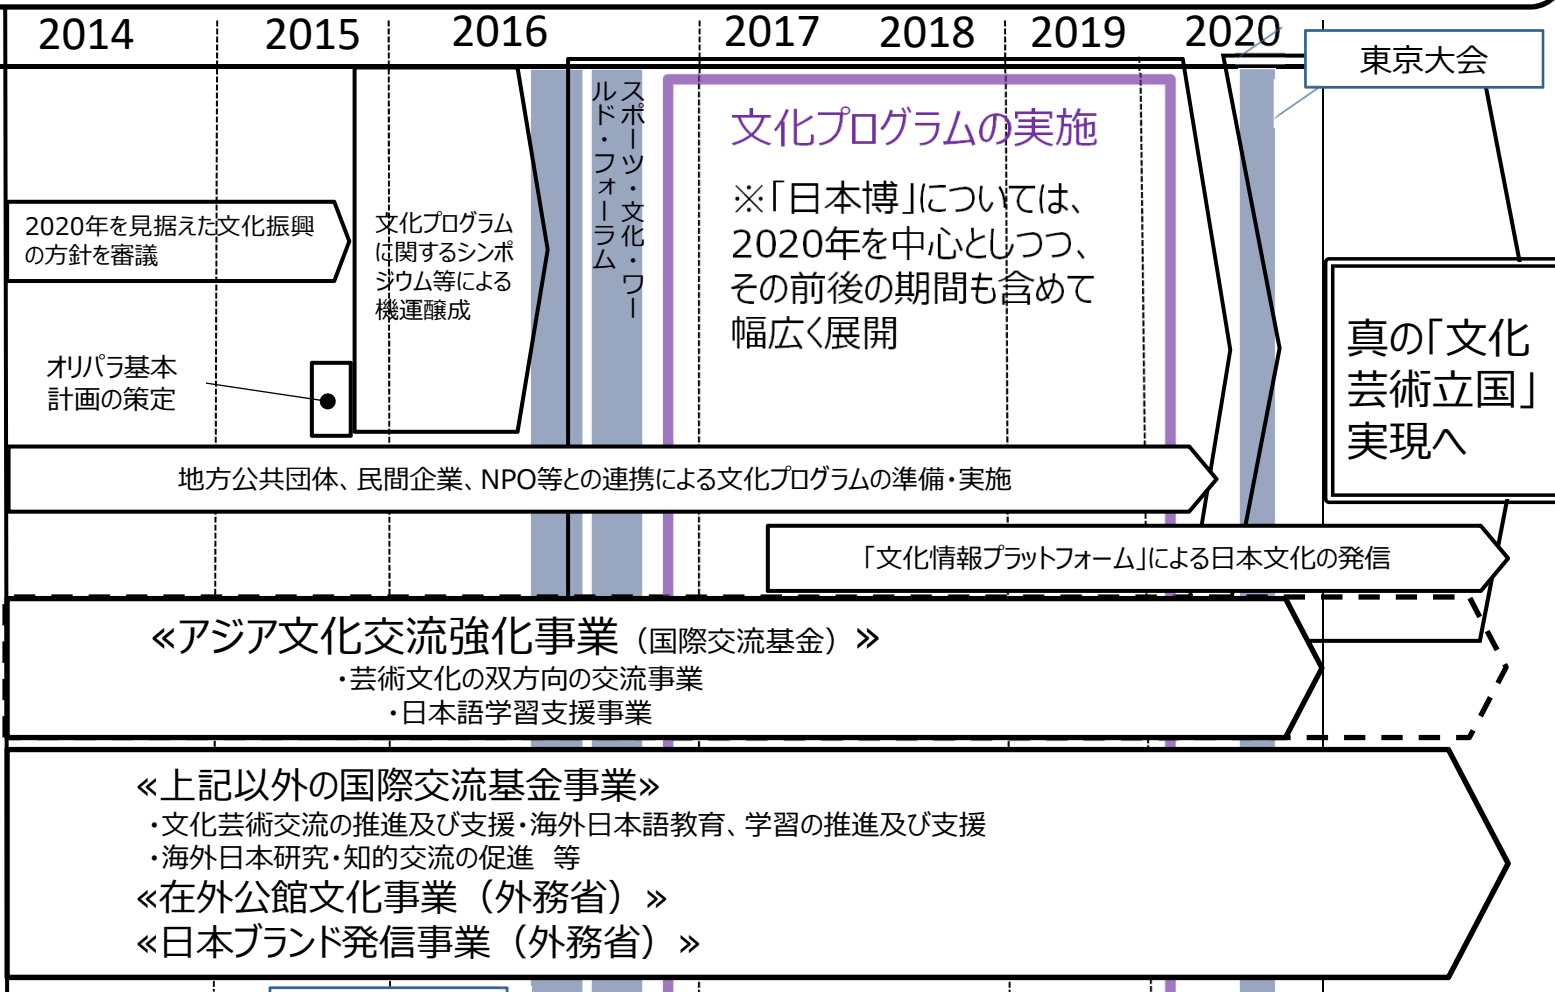 2014 2015 2016 2017 2018 2019 2020
東京大会
スポーツ・文化・ワー
ルド・フォーラム
文化プログラムの実施
※「日本博」については、
2020年を中心としつつ、
その前後の期間も含めて
幅広く展開
2020年を見据えた文化振興
の方針を審議
文化プログラム
に関するシンポ
ジウム等による
機運醸成
オリパラ基本
計画の策定
真の「文化
芸術立国」
実現へ
地方公共団体、民間企業、NPO等との連携による文化プログラムの準備・実施
「文化情報プラットフォーム」による日本文化の発信
«アジア文化交流強化事業（国際交流基金）»
・芸術文化の双方向の交流事業
・日本語学習支援事業
«上記以外の国際交流基金事業»
・文化芸術交流の推進及び支援・海外日本語教育、学習の推進及び支援
・海外日本研究・知的交流の促進　等
«在外公館文化事業（外務省）»
«日本ブランド発信事業（外務省）»